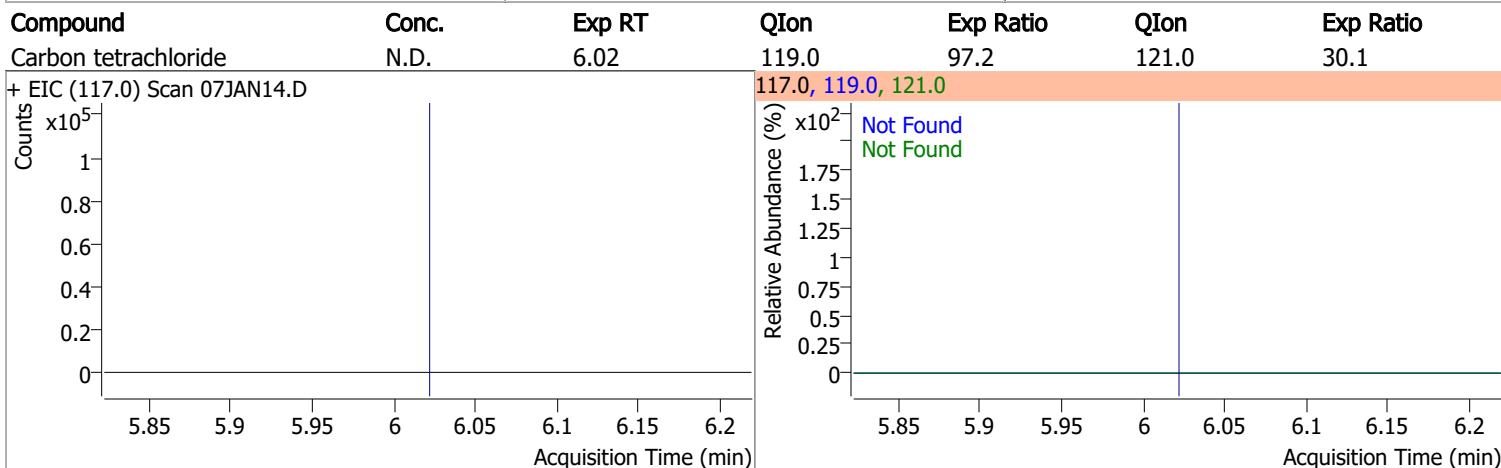 Compound Conc. Exp RT QIon Exp Ratio QIon Exp Ratio
Carbon tetrachloride N.D. 6.02 119.0 97.2 121.0 30.1
+ EIC (117.0) Scan 07JAN14.D
Counts
x10⁵
1
0.8
0.6
0.4
0.2
0
5.85 5.9 5.95 6 6.05 6.1 6.15 6.2
Acquisition Time (min)
117.0, 119.0, 121.0
Relative Abundance (%)
x10²
Not Found
Not Found
1.75
1.5
1.25
1
0.75
0.5
0.25
0
5.85 5.9 5.95 6 6.05 6.1 6.15 6.2
Acquisition Time (min)